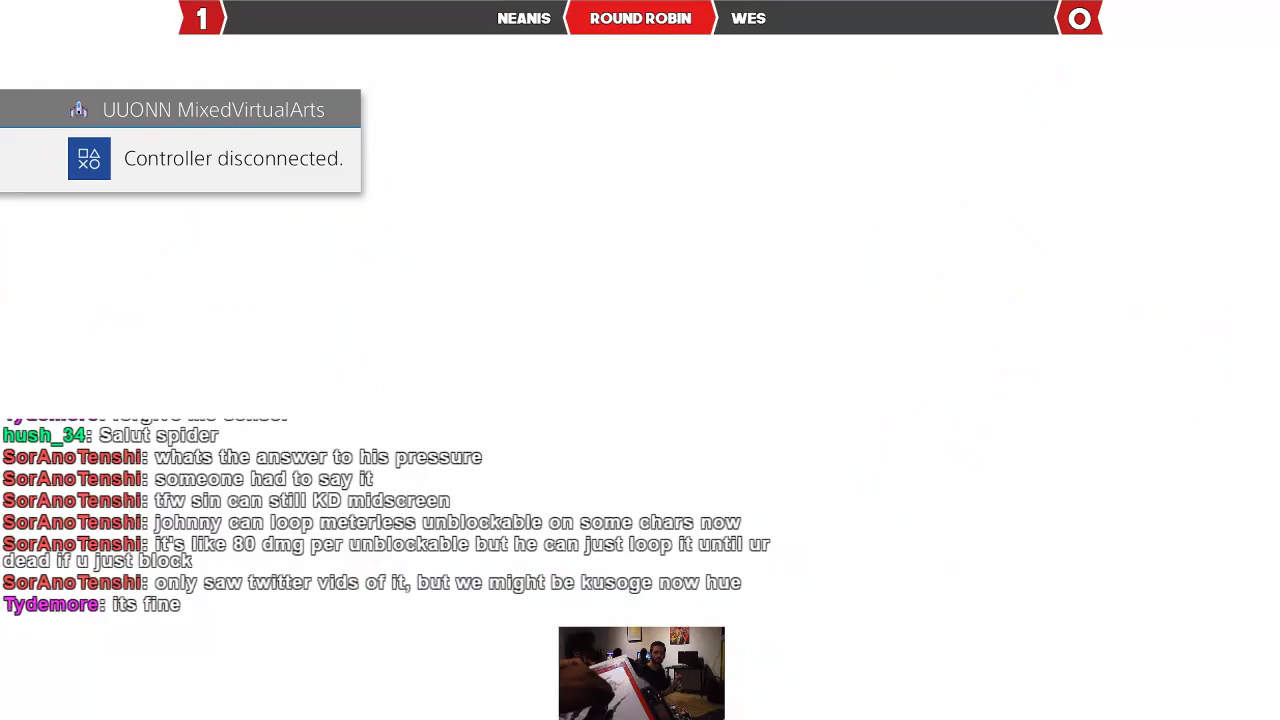 1 NEANIS ROUND ROBIN WES 0
UUONN MixedVirtualArts
Controller disconnected.
hush_34: Salut spider
SorAnoTenshi: whats the answer to his pressure
SorAnoTenshi: someone had to say it
SorAnoTenshi: tfw sin can still KD midscreen
SorAnoTenshi: johnny can loop meterless unblockable on some chars now
SorAnoTenshi: it's like 80 dmg per unblockable but he can just loop it until ur
dead if u just block
SorAnoTenshi: only saw twitter vids of it, but we might be kusoge now hue
Tydemore: its fine